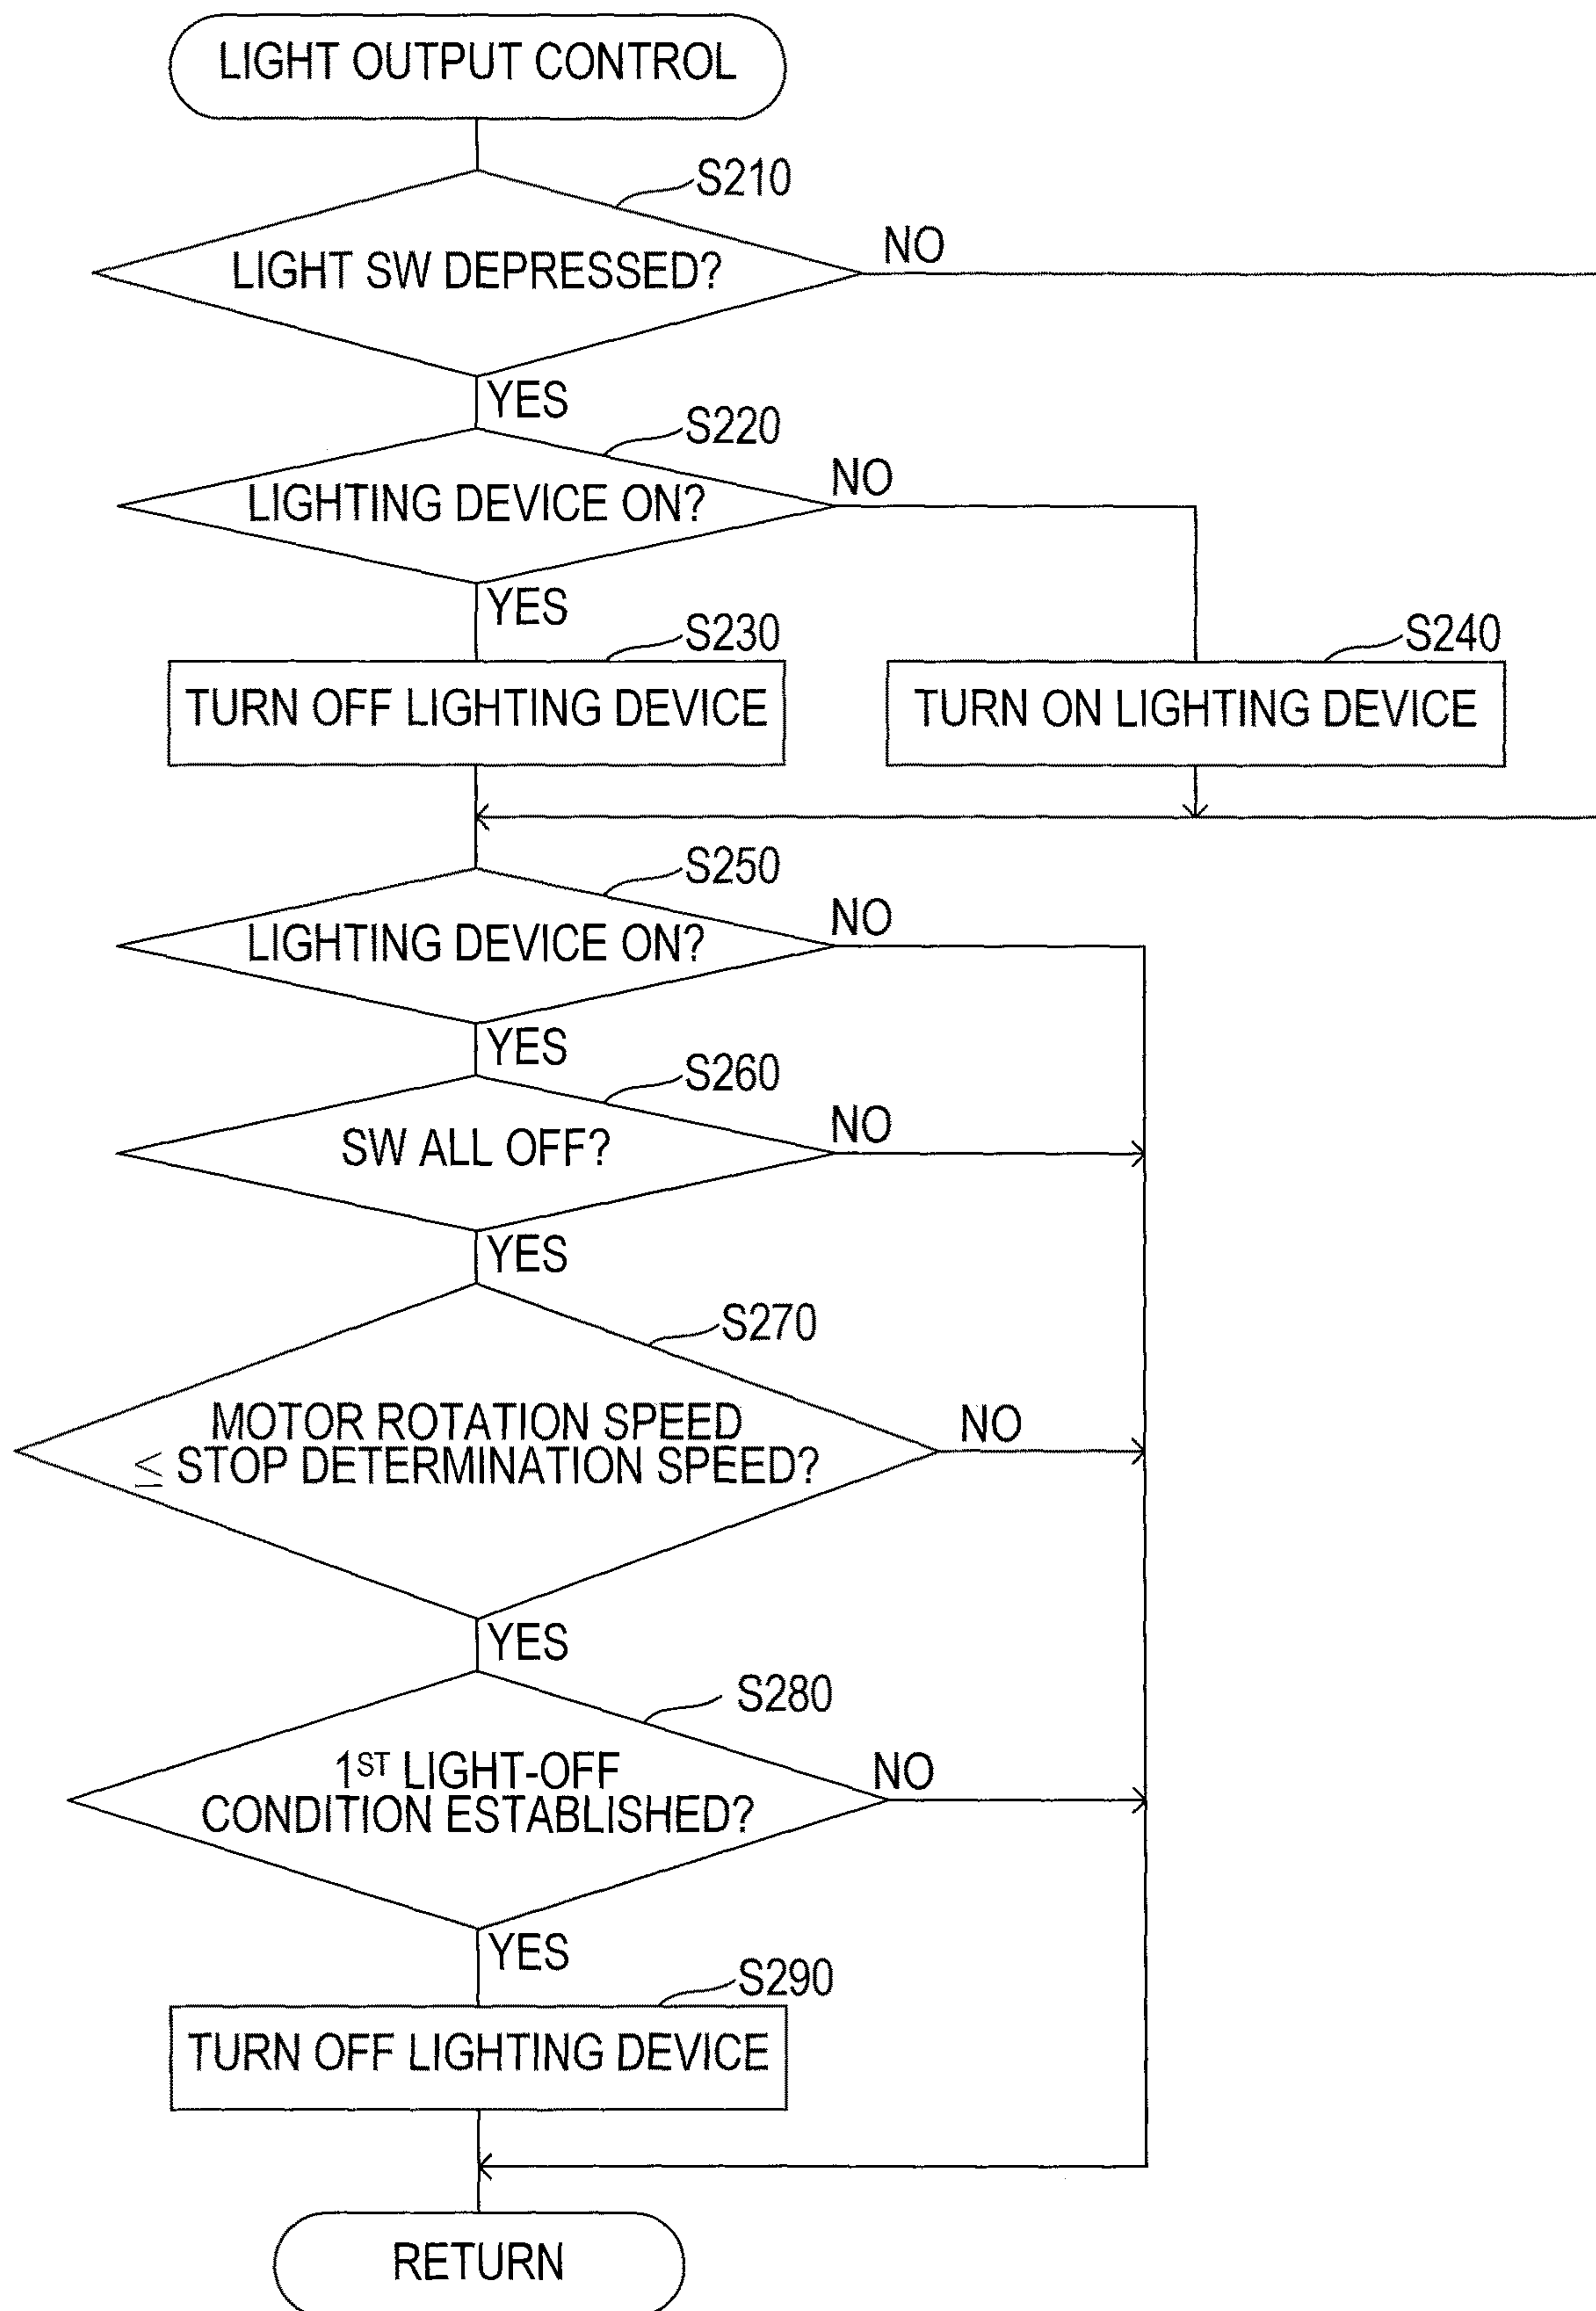 LIGHT OUTPUT CONTROL
S210
LIGHT SW DEPRESSED?
NO
YES
S220
LIGHTING DEVICE ON?
NO
YES
S230
TURN OFF LIGHTING DEVICE
S240
TURN ON LIGHTING DEVICE
S250
LIGHTING DEVICE ON?
NO
YES
S260
SW ALL OFF?
NO
YES
S270
MOTOR ROTATION SPEED
≤ STOP DETERMINATION SPEED?
NO
YES
S280
1ST LIGHT-OFF
CONDITION ESTABLISHED?
NO
YES
S290
TURN OFF LIGHTING DEVICE
RETURN